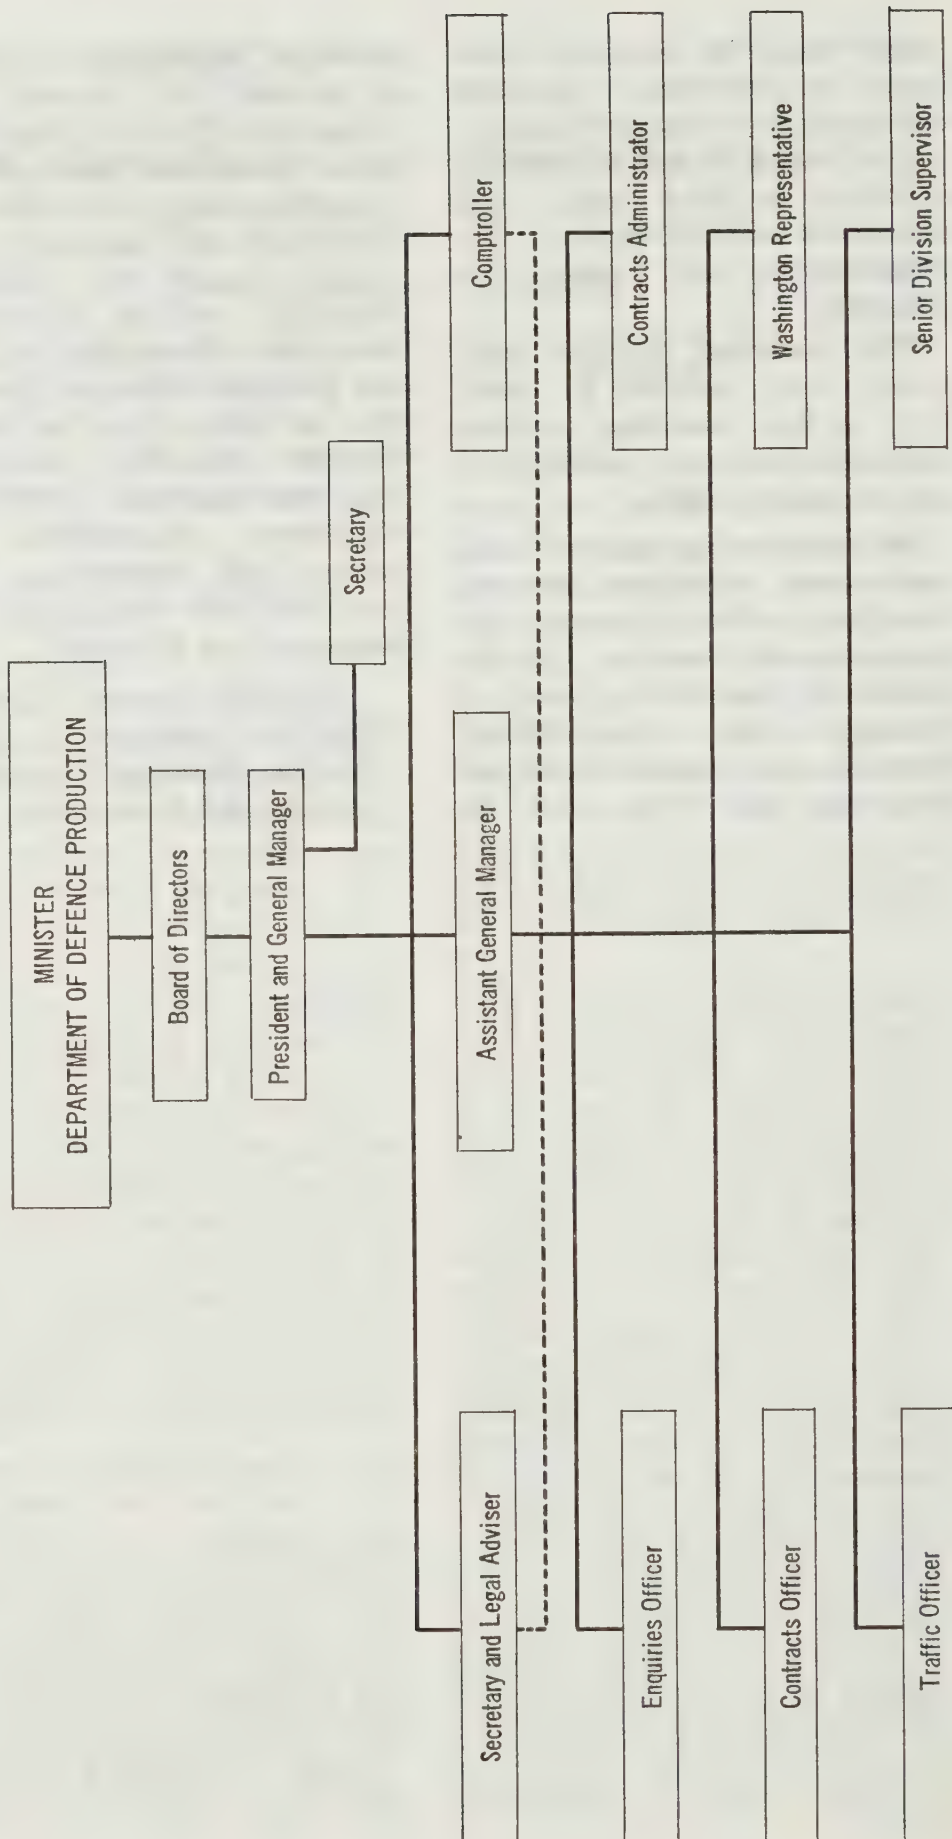 MINISTER
DEPARTMENT OF DEFENCE PRODUCTION
Board of Directors
President and General Manager
Secretary
Secretary and Legal Adviser
Assistant General Manager
Comptroller
Enquiries Officer
Contracts Administrator
Contracts Officer
Washington Representative
Traffic Officer
Senior Division Supervisor